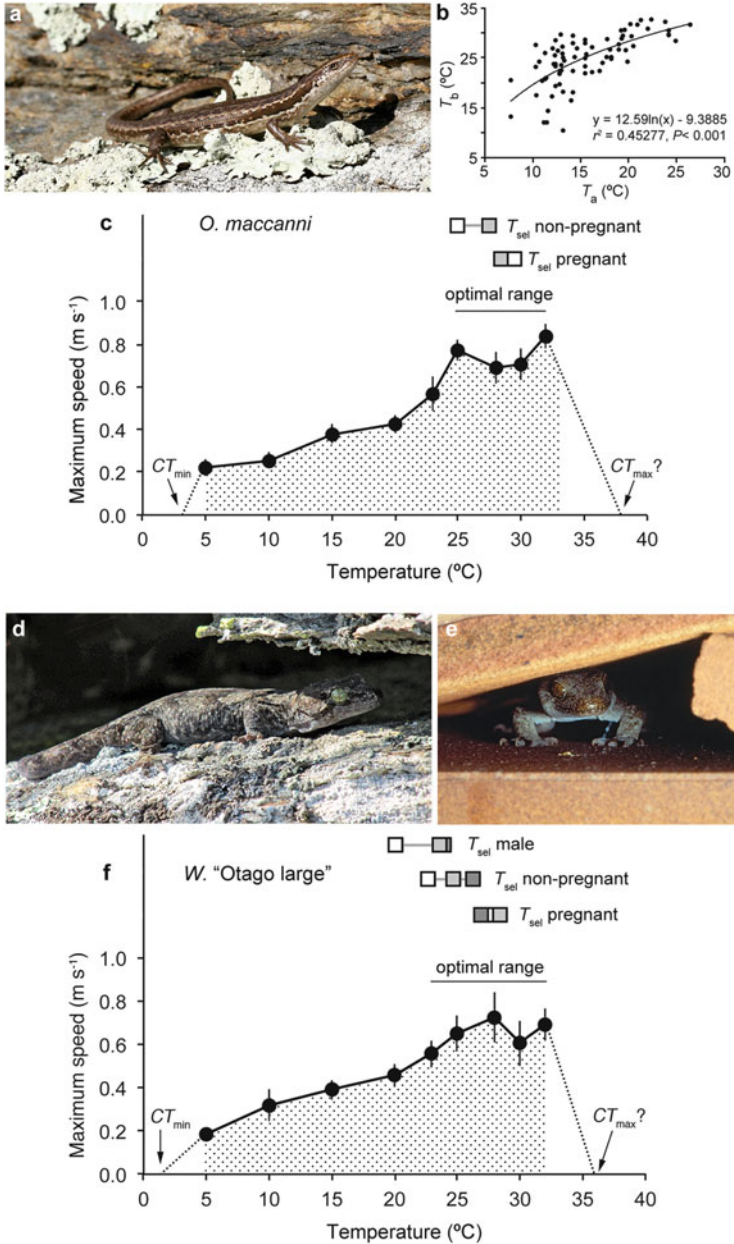 a
b
35
25
15
5
T_b (ºC)
y = 12.59ln(x) - 9.3885
r² = 0.45277, P< 0.001
5 10 15 20 25 30
T_a (ºC)
c
O. maccanni
T_sel non-pregnant
T_sel pregnant
optimal range
Maximum speed (m s⁻¹)
1.0
0.8
0.6
0.4
0.2
0.0
CT_min
CT_max?
0 5 10 15 20 25 30 35 40
Temperature (ºC)
d
e
f
W. “Otago large”
T_sel male
T_sel non-pregnant
T_sel pregnant
optimal range
Maximum speed (m s⁻¹)
1.0
0.8
0.6
0.4
0.2
0.0
CT_min
CT_max?
0 5 10 15 20 25 30 35 40
Temperature (ºC)